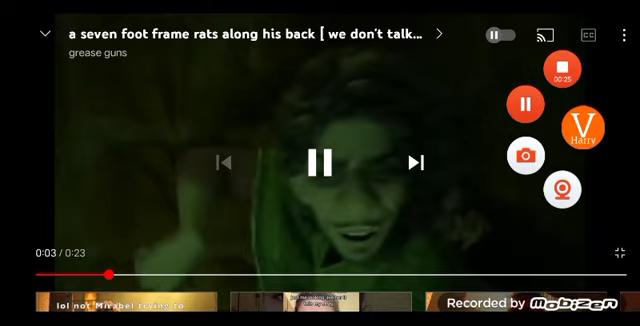 a seven foot frame rats along his back [ we don't talk...
grease guns
CC
00:25
V
Harry
0:03 / 0:23
lol not Mirabel trying to
Recorded by MOBIZEN